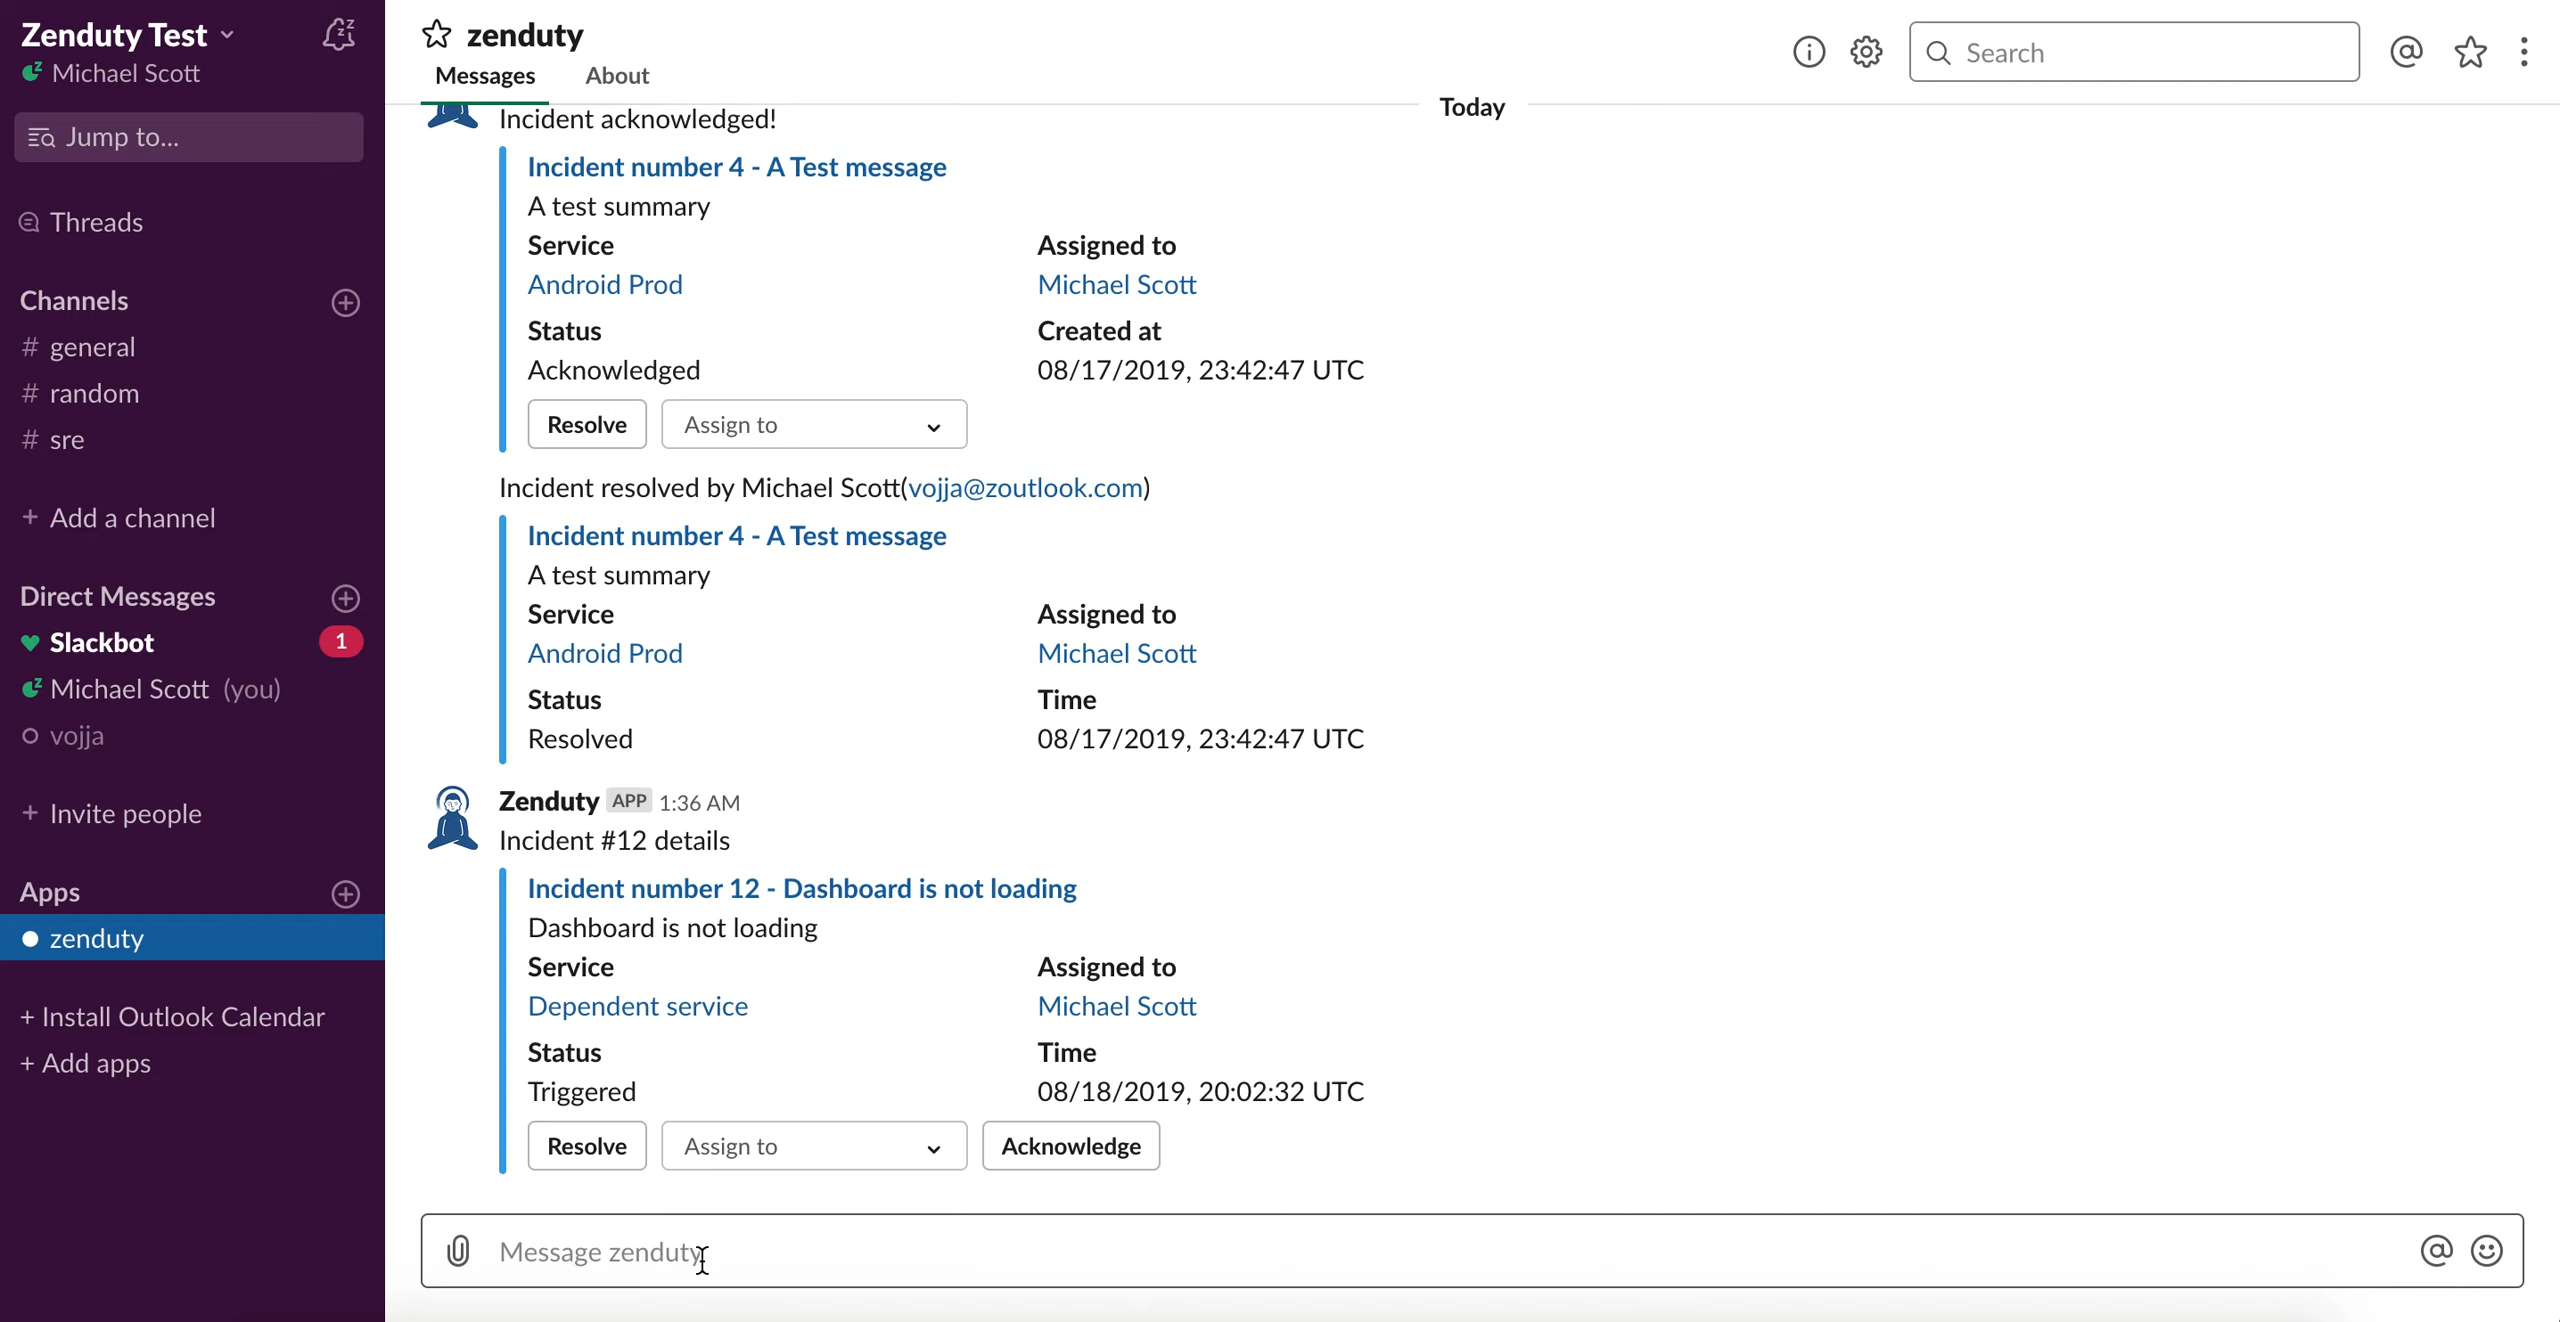 Zenduty Test
Michael Scott
Jump to...
Threads
Channels
# general
# random
# sre
+ Add a channel
Direct Messages
Slackbot 1
Michael Scott (you)
vojja
+ Invite people
Apps
zenduty
+ Install Outlook Calendar
+ Add apps
zenduty
Messages About
Search
Today
Incident acknowledged!
Incident number 4 - A Test message
A test summary
Service Assigned to
Android Prod Michael Scott
Status Created at
Acknowledged 08/17/2019, 23:42:47 UTC
Resolve Assign to
Incident resolved by Michael Scott(vojja@zoutlook.com)
Incident number 4 - A Test message
A test summary
Service Assigned to
Android Prod Michael Scott
Status Time
Resolved 08/17/2019, 23:42:47 UTC
Zenduty APP 1:36 AM
Incident #12 details
Incident number 12 - Dashboard is not loading
Dashboard is not loading
Service Assigned to
Dependent service Michael Scott
Status Time
Triggered 08/18/2019, 20:02:32 UTC
Resolve Assign to Acknowledge
Message zenduty